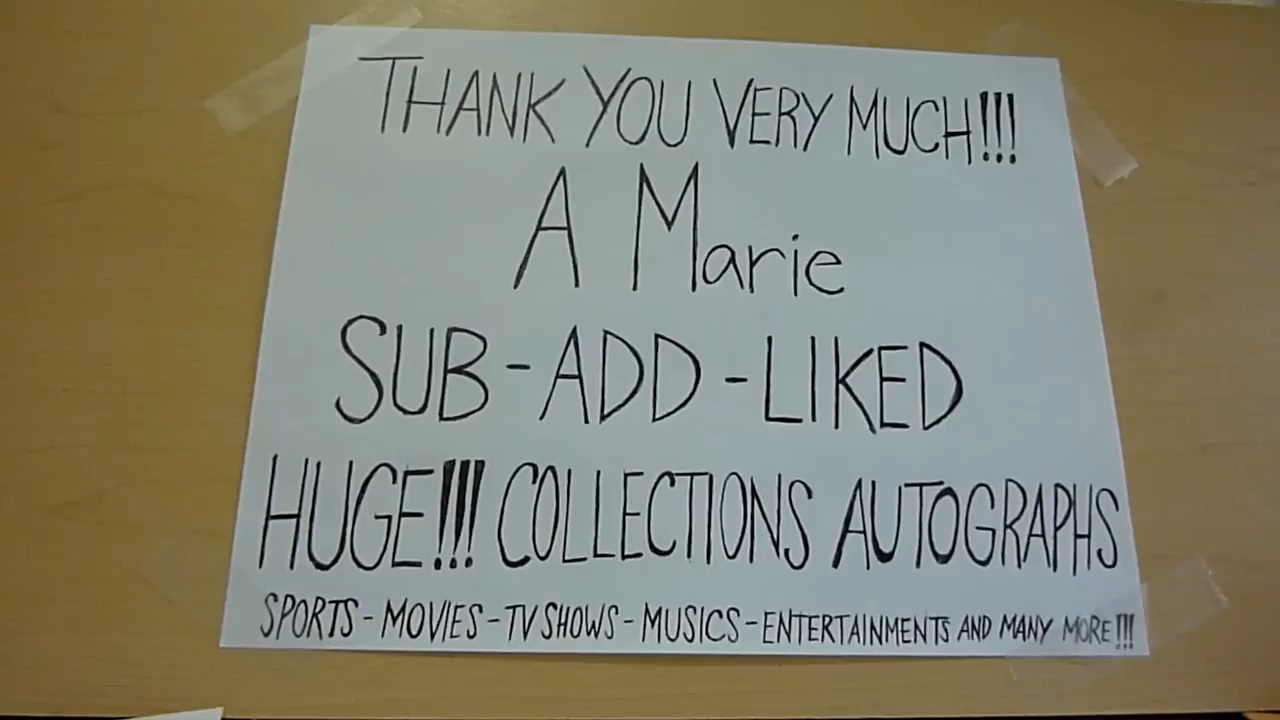 THANK YOU VERY MUCH!!!
A Marie
SUB-ADD-LIKED
HUGE!!! COLLECTIONS AUTOGRAPHS
SPORTS-MOVIES-TV SHOWS-MUSICS-ENTERTAINMENTS AND MANY MORE!!!